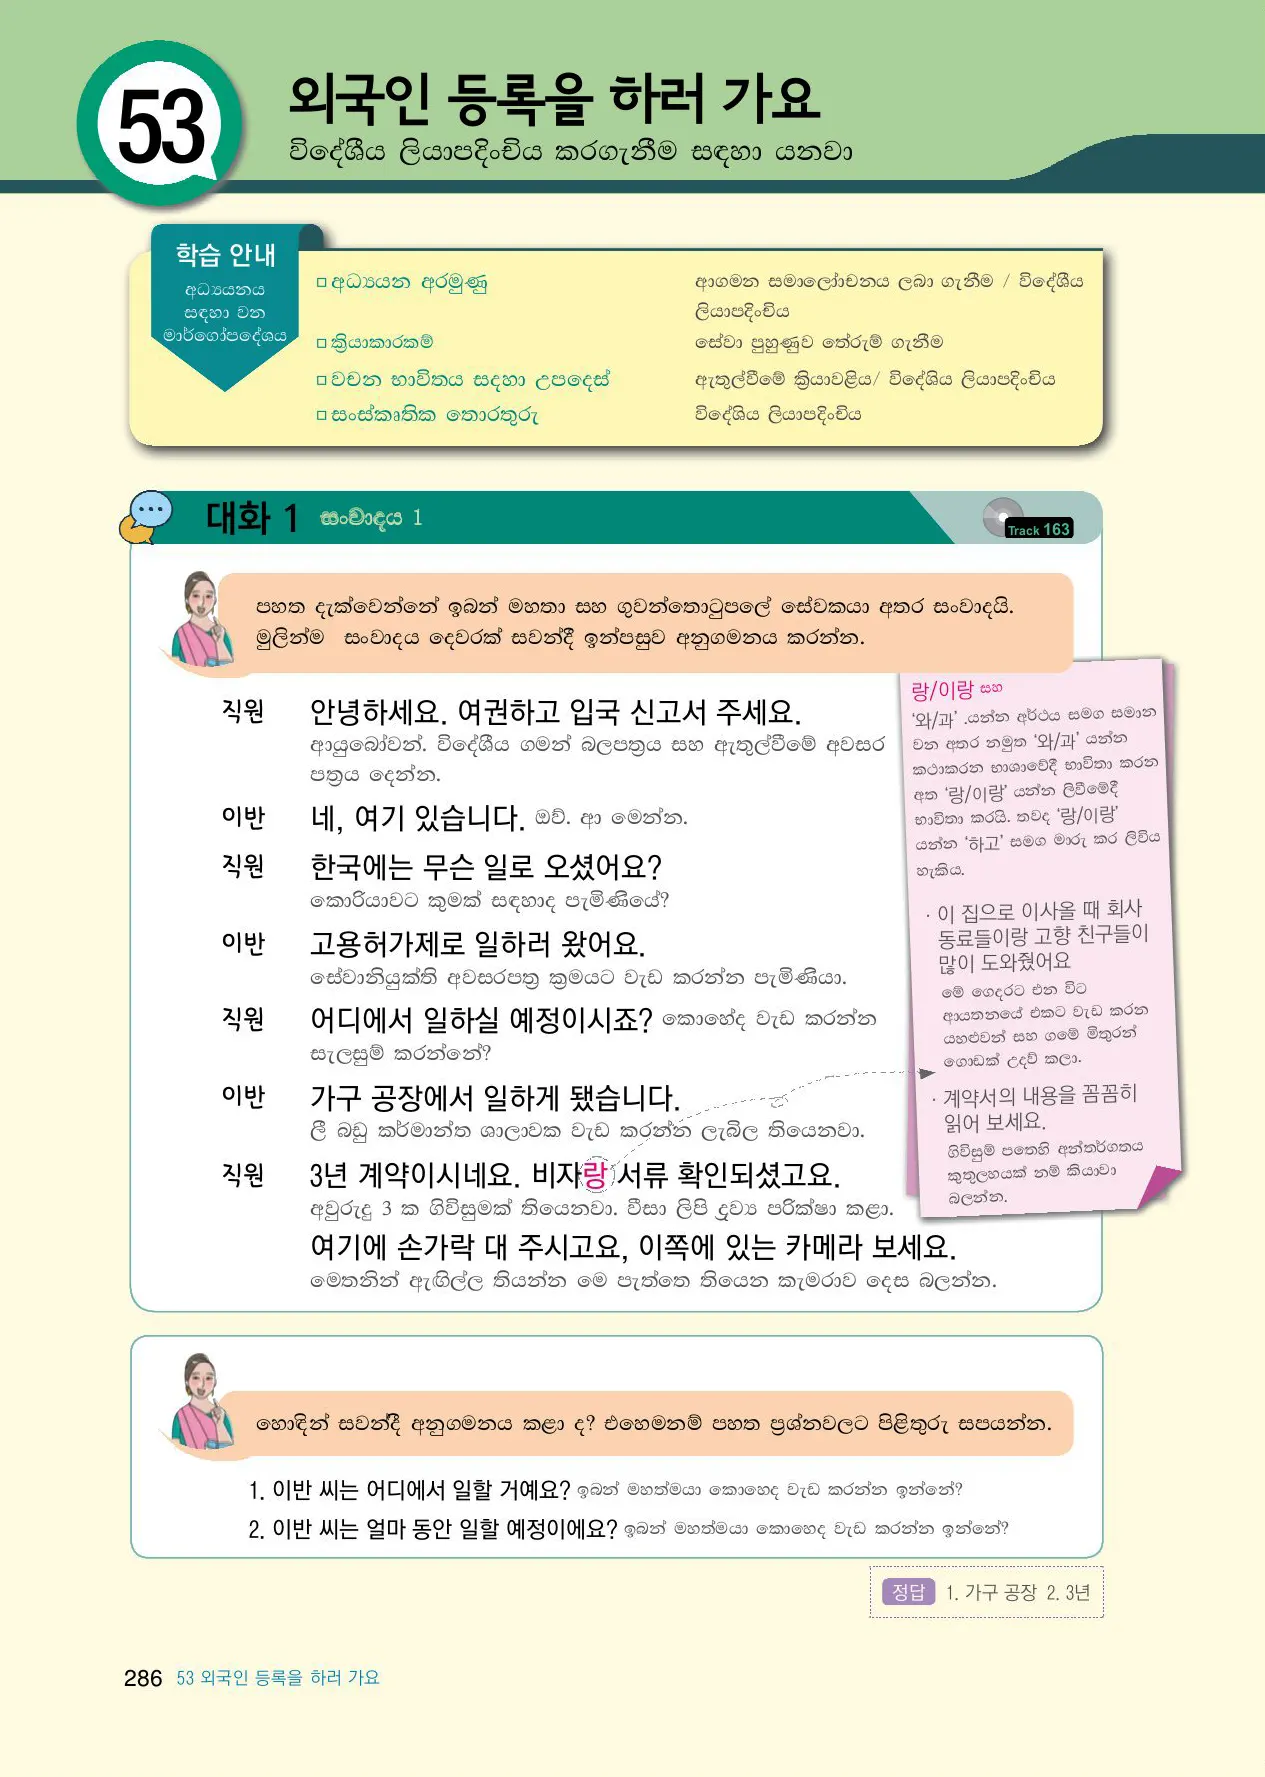 53
외국인 등록을 하러 가요
විදේශීය ලියාපදිංචිය කරගැනීම සඳහා යනවා
학습 안내
අධ්‍යයනය
සඳහා වන
මාර්ගෝපදේශය
□ අධ්‍යයන අරමුණු
ආගමන සමාලෝචනය ලබා ගැනීම / විදේශීය
ලියාපදිංචිය
□ ක්‍රියාකාරකම්
සේවා පුහුණුව තේරුම් ගැනීම
□ වචන භාවිතය සඳහා උපදෙස්
ඇතුල්වීමේ ක්‍රියාවළිය/ විදේශිය ලියාපදිංචිය
□ සංස්කෘතික තොරතුරු
විදේශිය ලියාපදිංචිය
대화 1 සංවාදය 1
Track 163
පහත දැක්වෙන්නේ ඉබන් මහතා සහ ගුවන්තොටුපලේ සේවකයා අතර සංවාදයි.
මුලින්ම සංවාදය දෙවරක් සවන්දී ඉන්පසුව අනුගමනය කරන්න.
직원 안녕하세요. 여권하고 입국 신고서 주세요.
ආයුබෝවන්. විදේශීය ගමන් බලපත්‍රය සහ ඇතුල්වීමේ අවසර
පත්‍රය දෙන්න.
이반 네, 여기 있습니다. ඔව්. ආ මෙන්න.
직원 한국에는 무슨 일로 오셨어요?
කොරියාවට කුමක් සඳහාද පැමිණියේ?
이반 고용허가제로 일하러 왔어요.
සේවානියුක්ති අවසරපත්‍ර ක්‍රමයට වැඩ කරන්න පැමිණියා.
직원 어디에서 일하실 예정이시죠? කොහේද වැඩ කරන්න
සැලසුම් කරන්නේ?
이반 가구 공장에서 일하게 됐습니다.
ලී බඩු කර්මාන්ත ශාලාවක වැඩ කරන්න ලැබිල තියෙනවා.
직원 3년 계약이시네요. 비자랑 서류 확인되셨고요.
අවුරුදු 3 ක ගිවිසුමක් තියෙනවා. වීසා ලිපි ද්‍රව්‍ය පරික්ෂා කළා.
여기에 손가락 대 주시고요, 이쪽에 있는 카메라 보세요.
මෙතනින් ඇඟිල්ල තියන්න මෙ පැත්තෙ තියෙන කැමරාව දෙස බලන්න.
랑/이랑 සහ
‘와/과’ .යන්න අර්ථය සමග සමාන
වන අතර නමුත ‘와/과’ යන්න
කථාකරන භාශාවේදී භාවිතා කරන
අත ‘랑/이랑’ යන්න ලිවීමේදී
භාවිතා කරයි. තවද ‘랑/이랑’
යන්න ‘하고’ සමග මාරු කර ලිවිය
හැකිය.
· 이 집으로 이사올 때 회사
동료들이랑 고향 친구들이
많이 도와줬어요
මේ ගෙදරට එන විට
ආයතනයේ එකට වැඩ කරන
යහළුවන් සහ ගමේ මිතුරන්
ගොඩක් උදව් කලා.
· 계약서의 내용을 꼼꼼히
읽어 보세요.
ගිවිසුම් පතෙහි අන්තර්ගතය
කුතුලහයක් නම් කියාවා
බලන්න.
හොඳින් සවන්දී අනුගමනය කළා ද? එහෙමනම් පහත ප්‍රශ්නවලට පිළිතුරු සපයන්න.
1. 이반 씨는 어디에서 일할 거예요? ඉබන් මහත්මයා කොහෙද වැඩ කරන්න ඉන්නේ?
2. 이반 씨는 얼마 동안 일할 예정이에요? ඉබන් මහත්මයා කොහෙද වැඩ කරන්න ඉන්නේ?
정답 1. 가구 공장 2. 3년
286 53 외국인 등록을 하러 가요